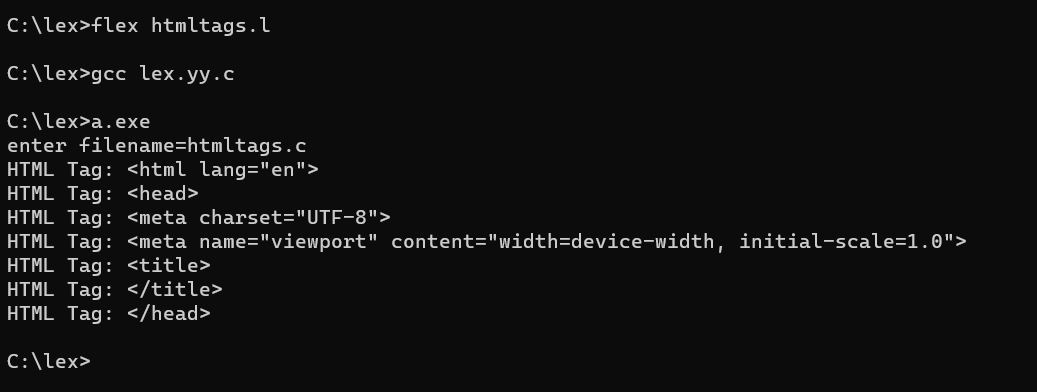 C:\lex>flex htmltags.l
C:\lex>gcc lex.yy.c
C:\lex>a.exe
enter filename=htmltags.c
HTML Tag: <html lang="en">
HTML Tag: <head>
HTML Tag: <meta charset="UTF-8">
HTML Tag: <meta name="viewport" content="width=device-width, initial-scale=1.0">
HTML Tag: <title>
HTML Tag: </title>
HTML Tag: </head>
C:\lex>